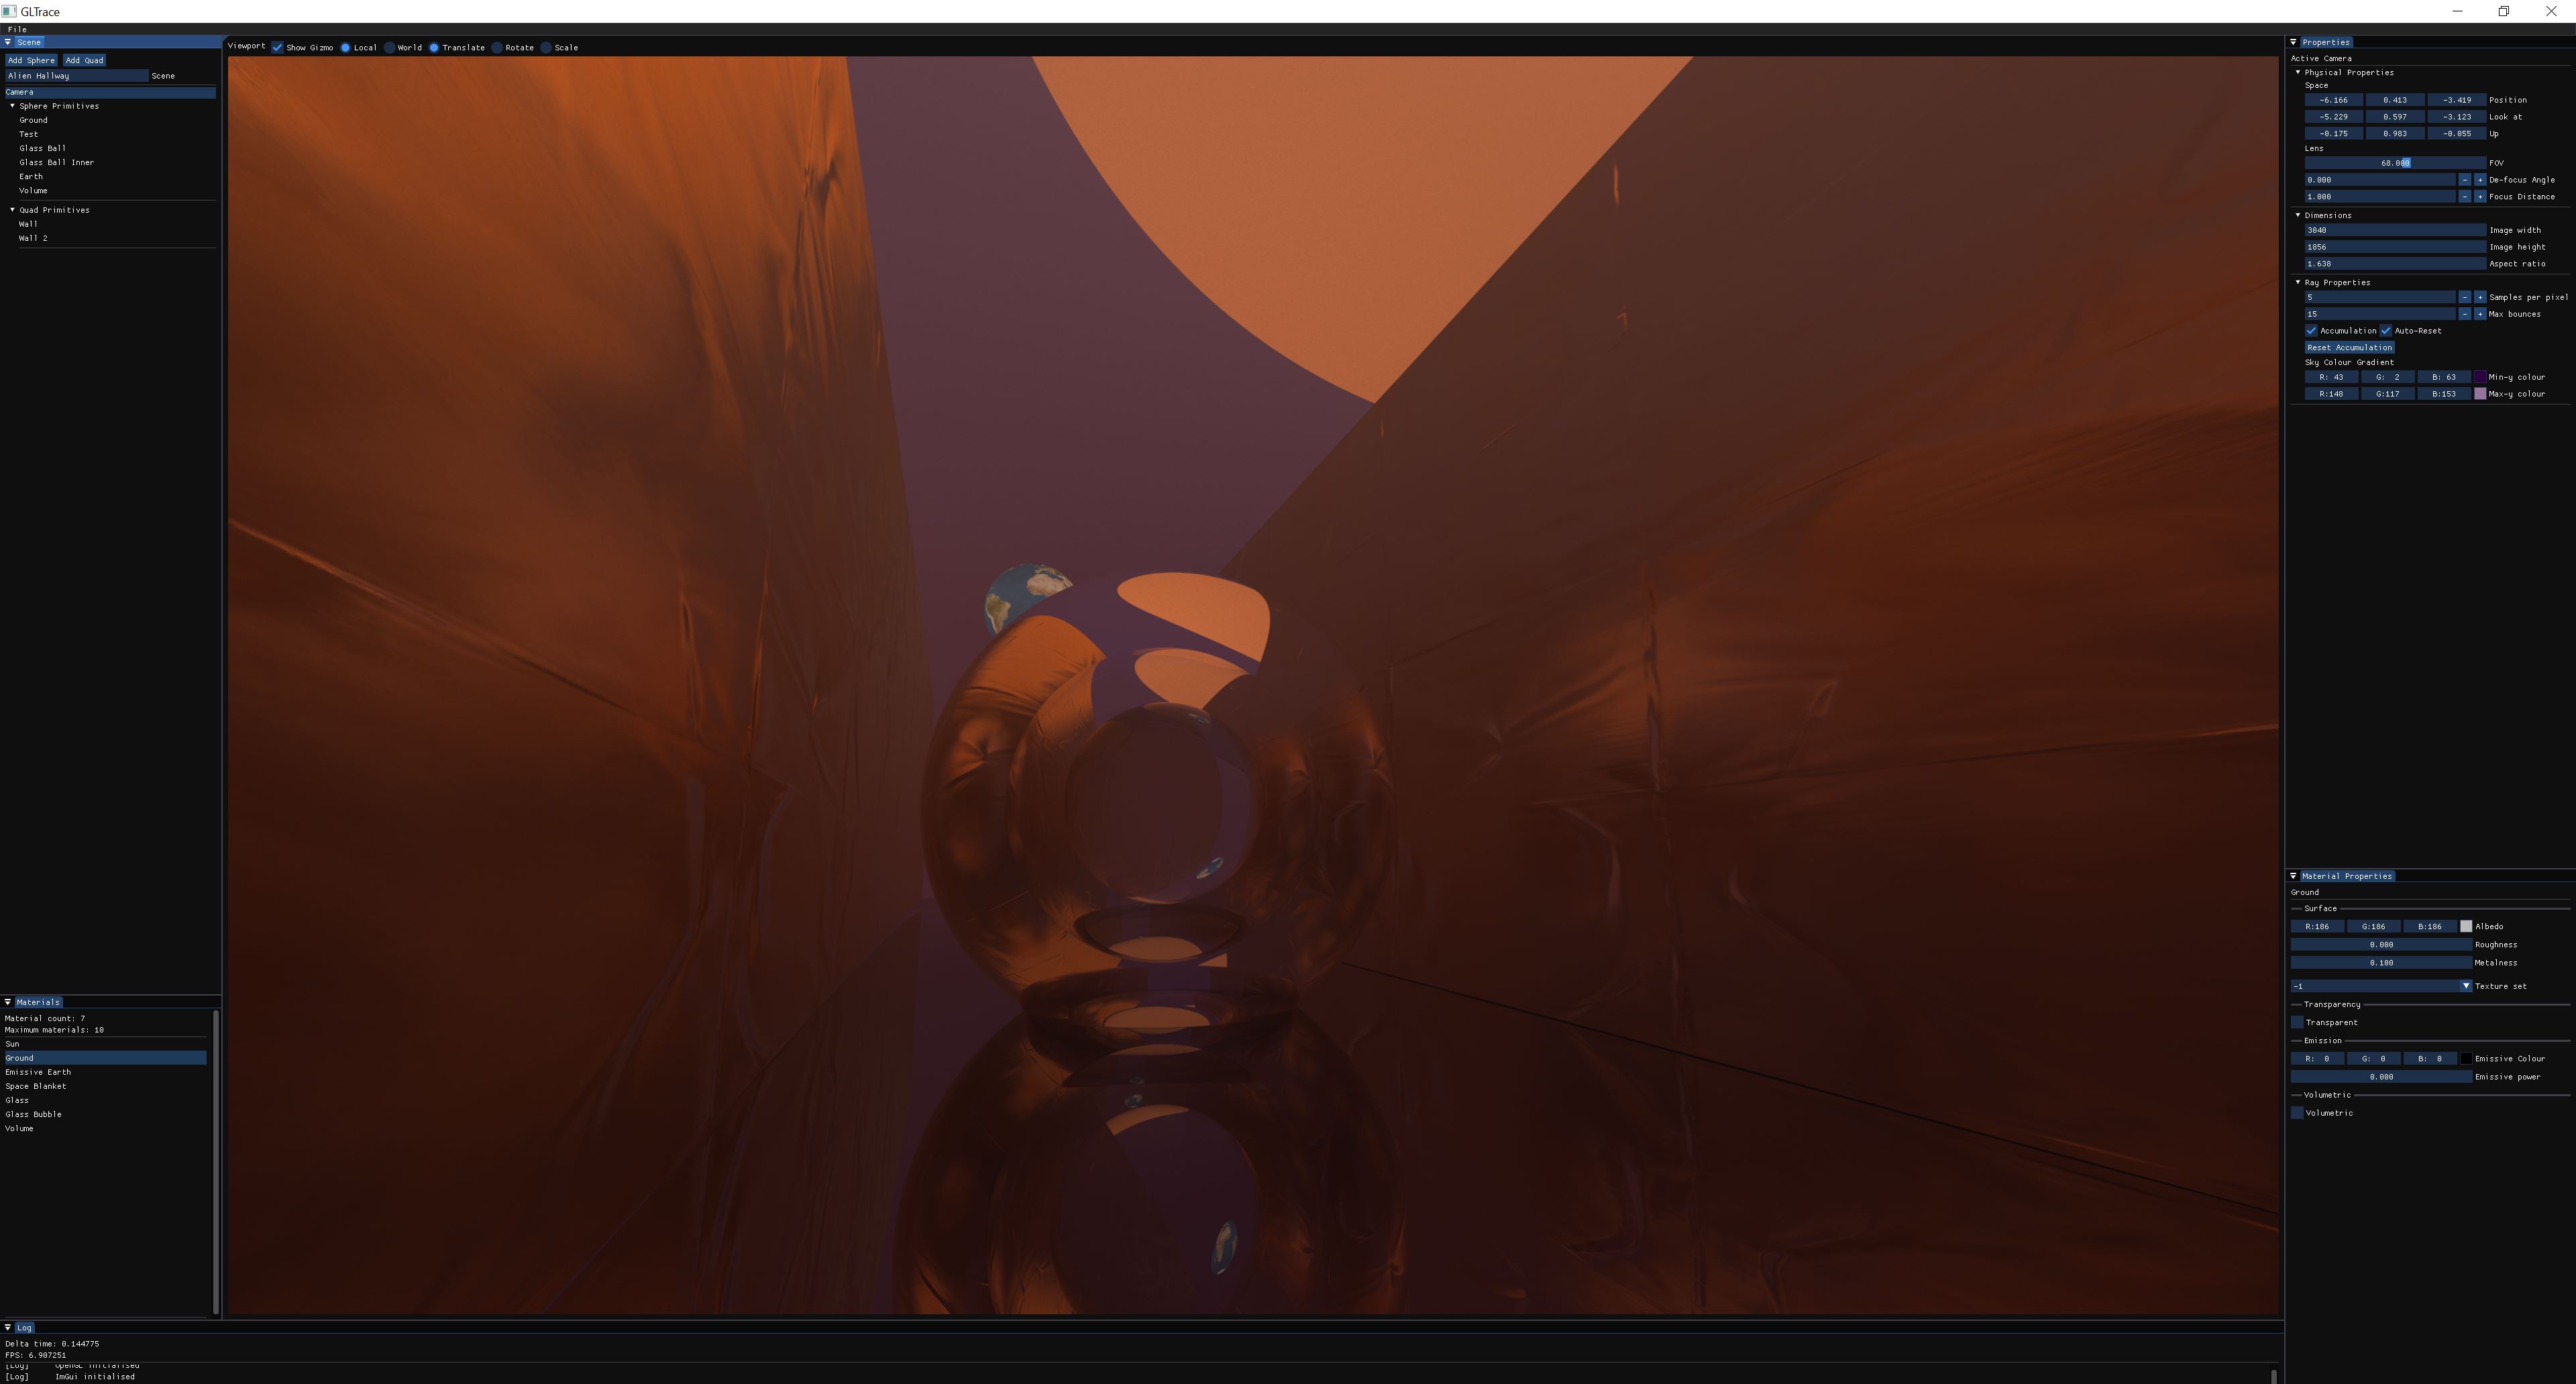 GLTrace
File
Scene
Add Sphere Add Quad
Alien Hallway Scene
Camera
Sphere Primitives
Ground
Test
Glass Ball
Glass Ball Inner
Earth
Volume
Quad Primitives
Wall
Wall 2
Materials
Material count: 7
Maximum materials: 10
Sun
Ground
Emissive Earth
Space Blanket
Glass
Glass Bubble
Volume
Viewport Show Gizmo Local World Translate Rotate Scale
Log
Delta time: 0.144775
FPS: 6.907251
[Log] OpenGL initialised
[Log] ImGui initialised
Properties
Active Camera
Physical Properties
Space
-6.166 0.413 -3.419 Position
-5.229 0.597 -3.123 Look at
-0.175 0.983 -0.055 Up
Lens
60.000 FOV
0.000 - + De-focus Angle
1.000 - + Focus Distance
Dimensions
3040 Image width
1856 Image height
1.638 Aspect ratio
Ray Properties
5 - + Samples per pixel
15 - + Max bounces
Accumulation Auto-Reset
Reset Accumulation
Sky Colour Gradient
R: 43 G: 2 B: 63 Min-y colour
R:148 G:117 B:153 Max-y colour
Material Properties
Ground
Surface
R:186 G:186 B:186 Albedo
0.000 Roughness
0.100 Metalness
-1 Texture set
Transparency
Transparent
Emission
R: 0 G: 0 B: 0 Emissive Colour
0.000 Emissive power
Volumetric
Volumetric